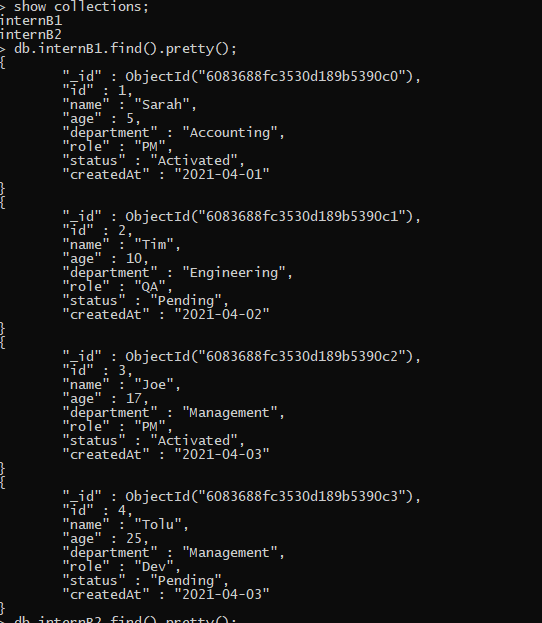 > show collections;
internB1
internB2
> db.internB1.find().pretty();
{
"_id" : ObjectId("6083688fc3530d189b5390c0"),
"id" : 1,
"name" : "Sarah",
"age" : 5,
"department" : "Accounting",
"role" : "PM",
"status" : "Activated",
"createdAt" : "2021-04-01"
}
{
"_id" : ObjectId("6083688fc3530d189b5390c1"),
"id" : 2,
"name" : "Tim",
"age" : 10,
"department" : "Engineering",
"role" : "QA",
"status" : "Pending",
"createdAt" : "2021-04-02"
}
{
"_id" : ObjectId("6083688fc3530d189b5390c2"),
"id" : 3,
"name" : "Joe",
"age" : 17,
"department" : "Management",
"role" : "PM",
"status" : "Activated",
"createdAt" : "2021-04-03"
}
{
"_id" : ObjectId("6083688fc3530d189b5390c3"),
"id" : 4,
"name" : "Tolu",
"age" : 25,
"department" : "Management",
"role" : "Dev",
"status" : "Pending",
"createdAt" : "2021-04-03"
}
> db.internB2.find().pretty();